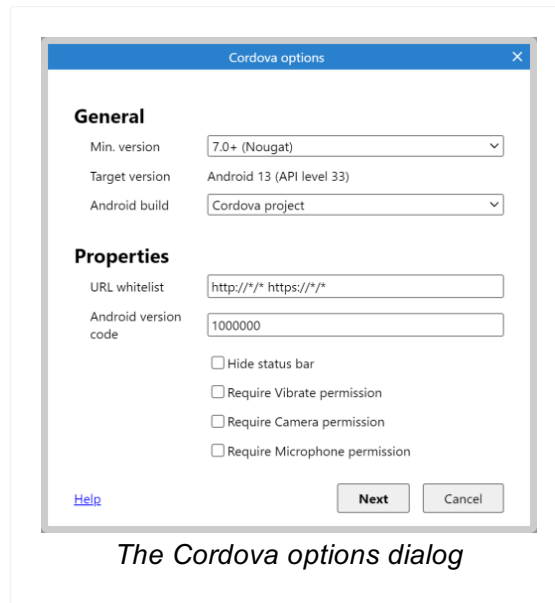 Cordova options
General
Min. version
7.0+ (Nougat)
Target version
Android 13 (API level 33)
Android build
Cordova project
Properties
URL whitelist
http://*/* https://*/*
Android version
code
1000000
Hide status bar
Require Vibrate permission
Require Camera permission
Require Microphone permission
Help
Next
Cancel
The Cordova options dialog